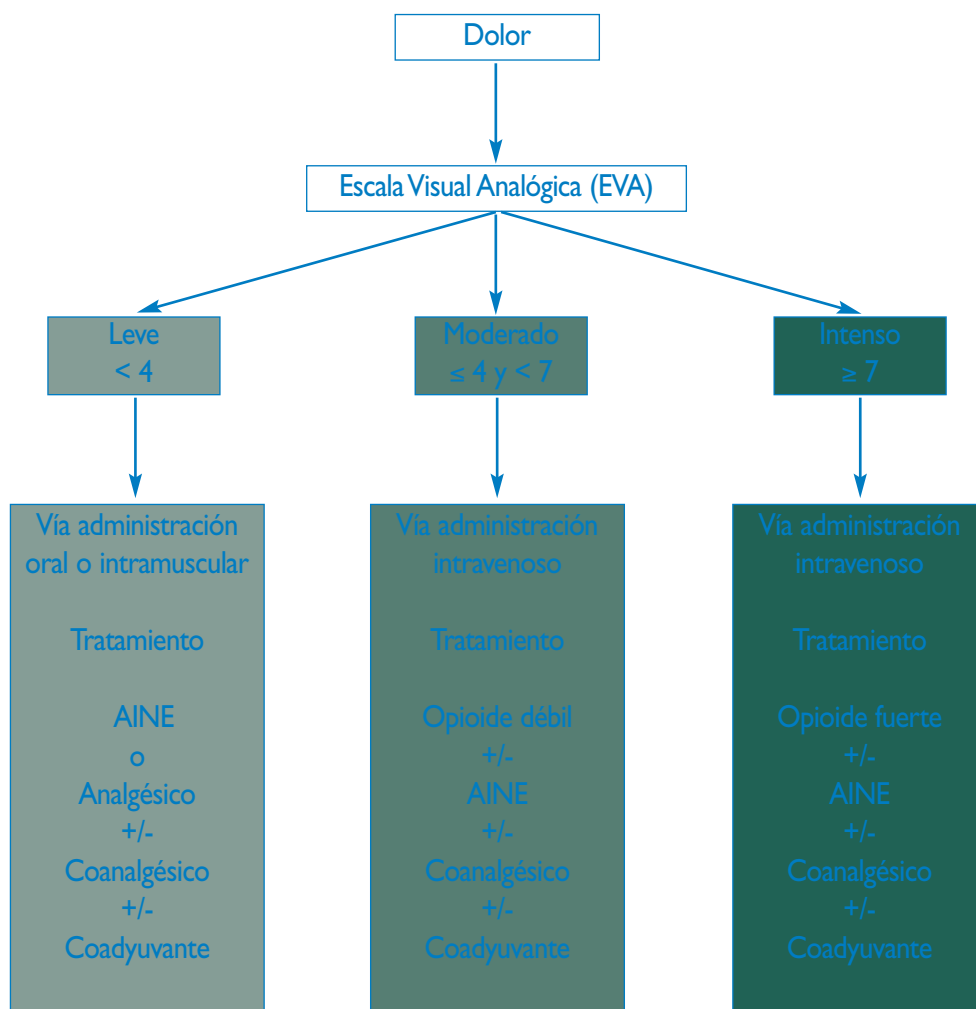 Dolor
Escala Visual Analógica (EVA)
Leve
< 4
Moderado
≤ 4 y < 7
Intenso
≥ 7
Vía administración
oral o intramuscular
Tratamiento
AINE
o
Analgésico
+/-
Coanalgésico
+/-
Coadyuvante
Vía administración
intravenoso
Tratamiento
Opioide débil
+/-
AINE
+/-
Coanalgésico
+/-
Coadyuvante
Vía administración
intravenoso
Tratamiento
Opioide fuerte
+/-
AINE
+/-
Coanalgésico
+/-
Coadyuvante